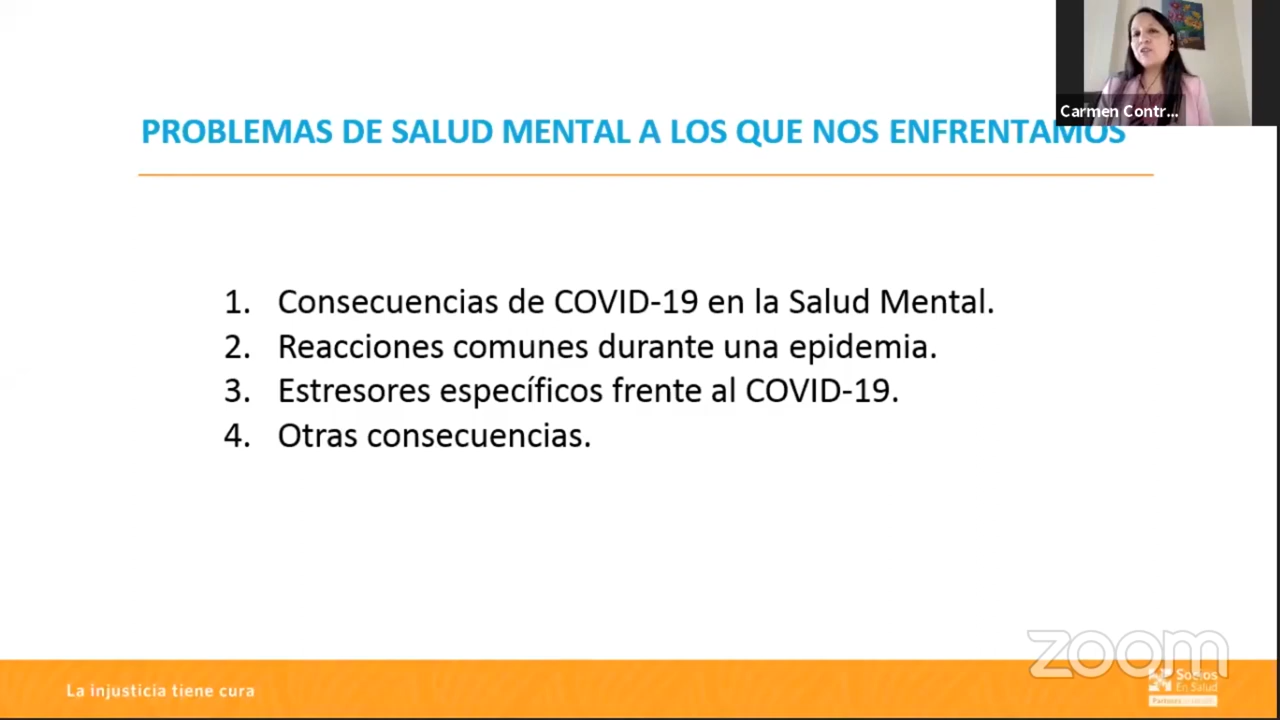 Carmen Contr...
PROBLEMAS DE SALUD MENTAL A LOS QUE NOS ENFRENTAMOS
1. Consecuencias de COVID-19 en la Salud Mental.
2. Reacciones comunes durante una epidemia.
3. Estresores específicos frente al COVID-19.
4. Otras consecuencias.
zoom
La injusticia tiene cura
Socios
En Salud